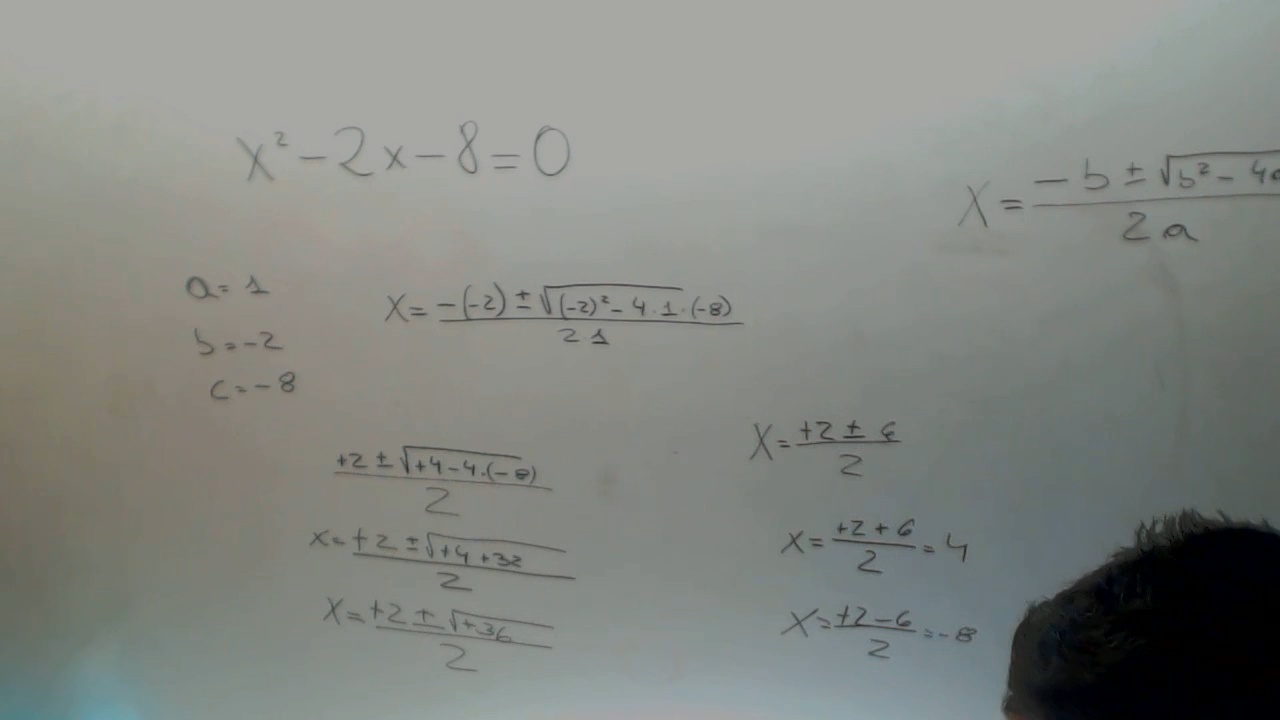 x² - 2x - 8 = 0
x = (-b ± √(b² - 4a / 2a
a = 1
b = -2
c = -8
x = (-(-2) ± √((-2)² - 4 · 1 · (-8))) / 2 1
(+2 ± √(+4 - 4 · (-8))) / 2
x = (+2 ± √(+4 + 32)) / 2
x = (+2 ± √(+36)) / 2
x = (+2 ± 6) / 2
x = (+2 + 6) / 2 = 4
x = (+2 - 6) / 2 = -8